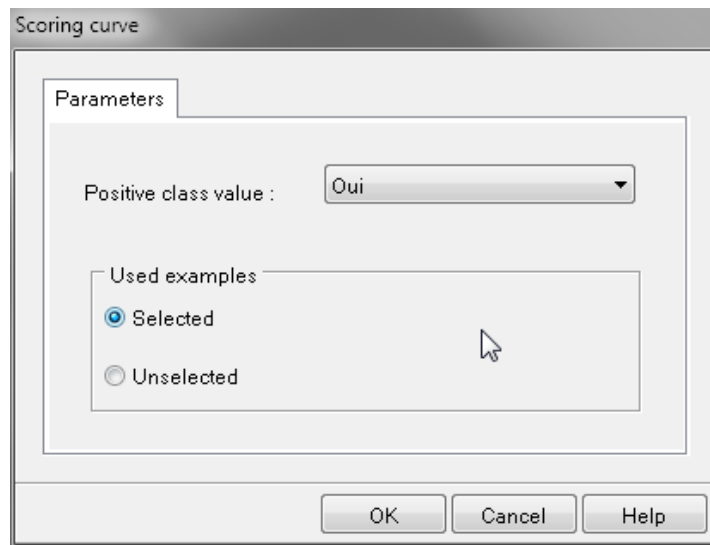 Scoring curve
Parameters
Positive class value : Oui
Used examples
Selected
Unselected
OK Cancel Help